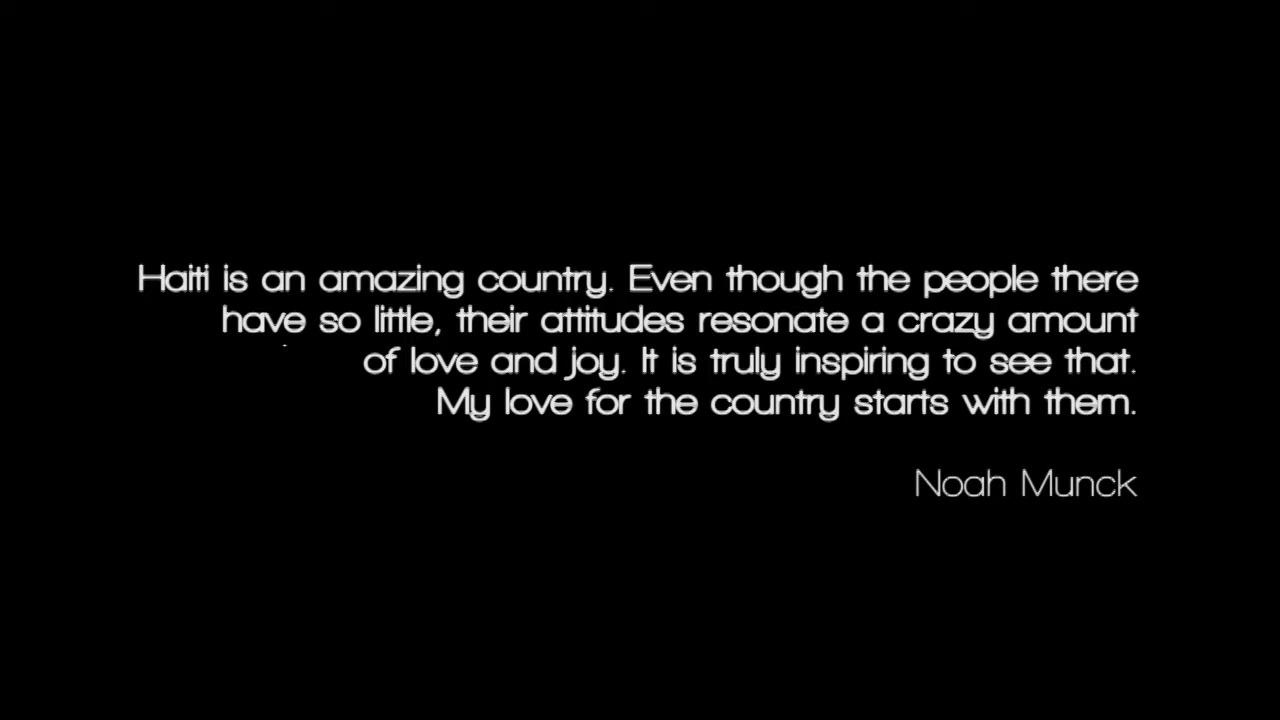 Haiti is an amazing country. Even though the people there
have so little, their attitudes resonate a crazy amount
of love and joy. It is truly inspiring to see that.
My love for the country starts with them.
Noah Munck